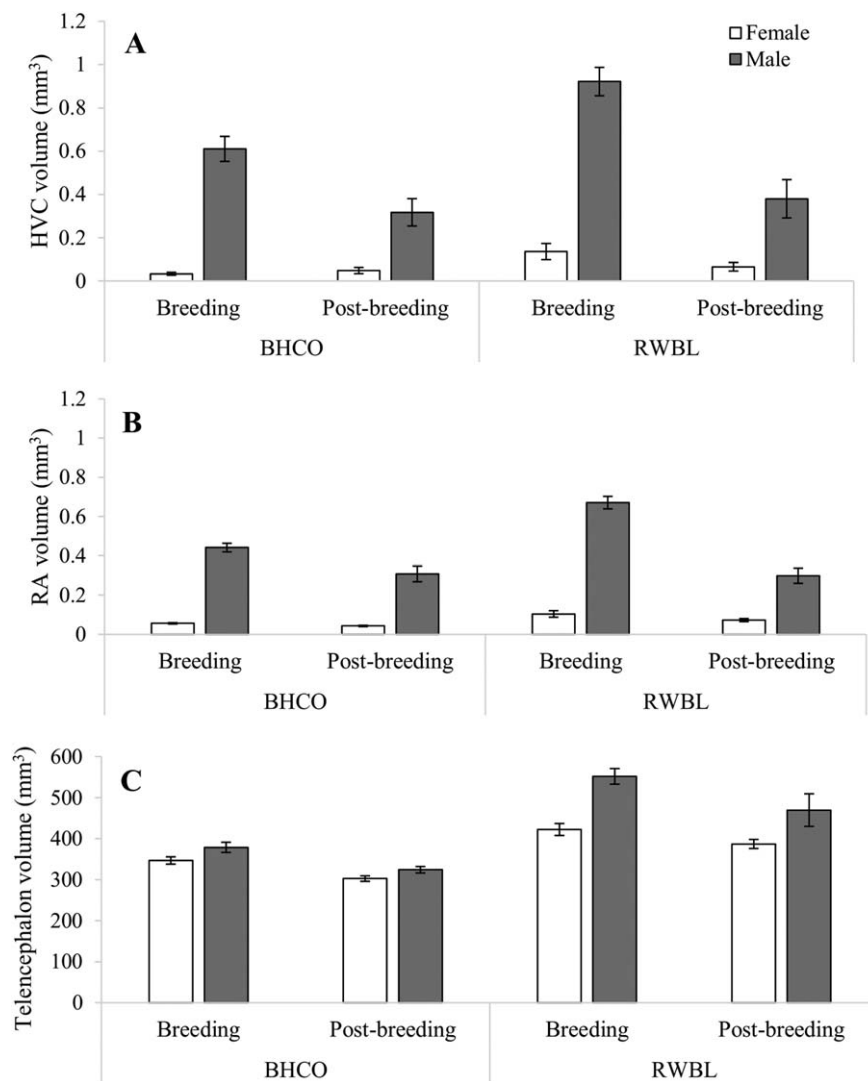 A
Female
Male
HVC volume (mm³)
1.2
1
0.8
0.6
0.4
0.2
0
Breeding Post-breeding Breeding Post-breeding
BHCO RWBL
B
RA volume (mm³)
1.2
1
0.8
0.6
0.4
0.2
0
Breeding Post-breeding Breeding Post-breeding
BHCO RWBL
C
Telencephalon volume (mm³)
600
500
400
300
200
100
0
Breeding Post-breeding Breeding Post-breeding
BHCO RWBL